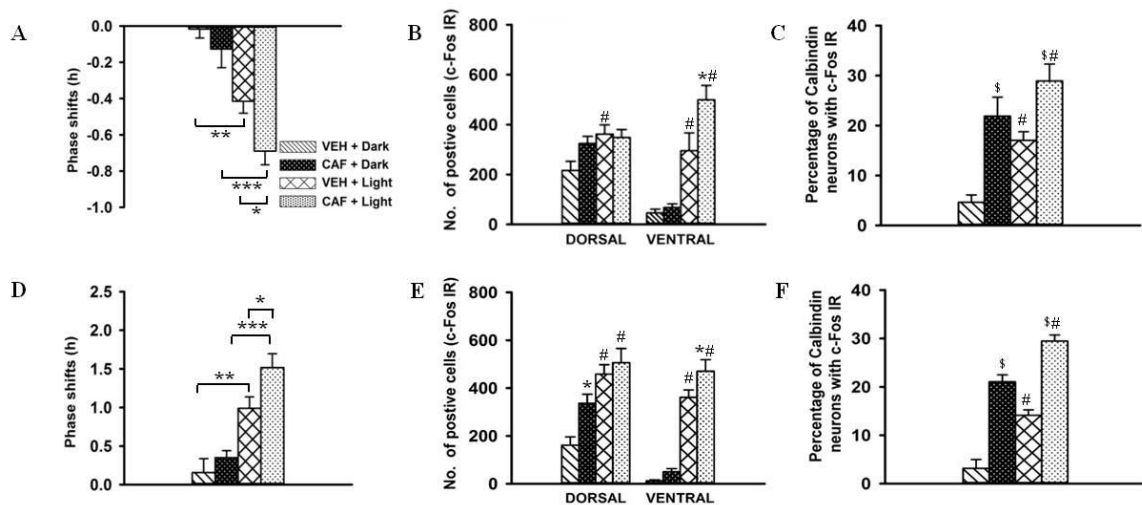 A
Phase shifts (h)
0.0
-0.2
-0.4
-0.6
-0.8
-1.0
**
***
*
VEH + Dark
CAF + Dark
VEH + Light
CAF + Light
B
No. of postive cells (c-Fos IR)
800
600
400
200
0
#
#
*#
DORSAL VENTRAL
C
Percentage of Calbindin
neurons with c-Fos IR
40
30
20
10
0
$
#
$#
D
Phase shifts (h)
2.5
2.0
1.5
1.0
0.5
0.0
*
***
**
E
No. of postive cells (c-Fos IR)
800
600
400
200
0
*
#
#
#
*#
DORSAL VENTRAL
F
Percentage of Calbindin
neurons with c-Fos IR
40
30
20
10
0
$
#
$#